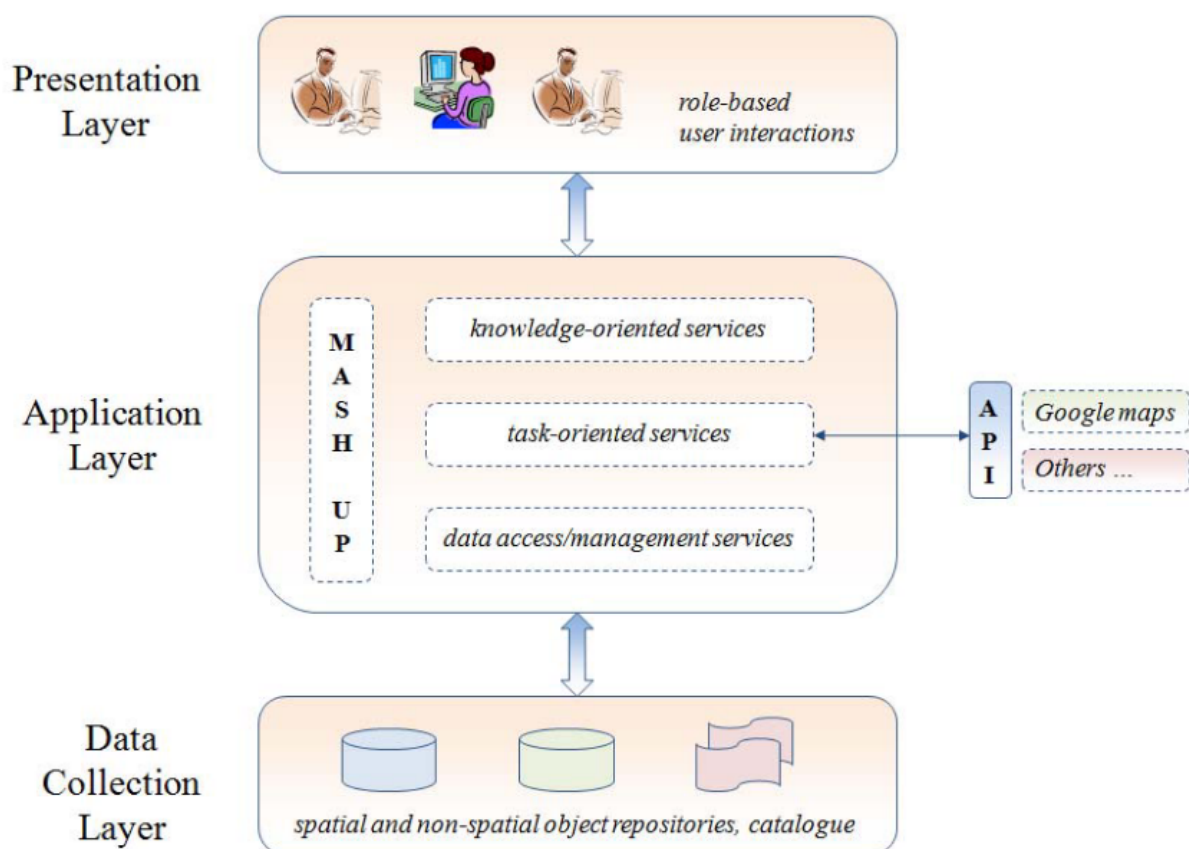 Presentation
Layer
role-based
user interactions
Application
Layer
M
A
S
H
U
P
knowledge-oriented services
task-oriented services
data access/management services
A
P
I
Google maps
Others ...
Data
Collection
Layer
spatial and non-spatial object repositories, catalogue